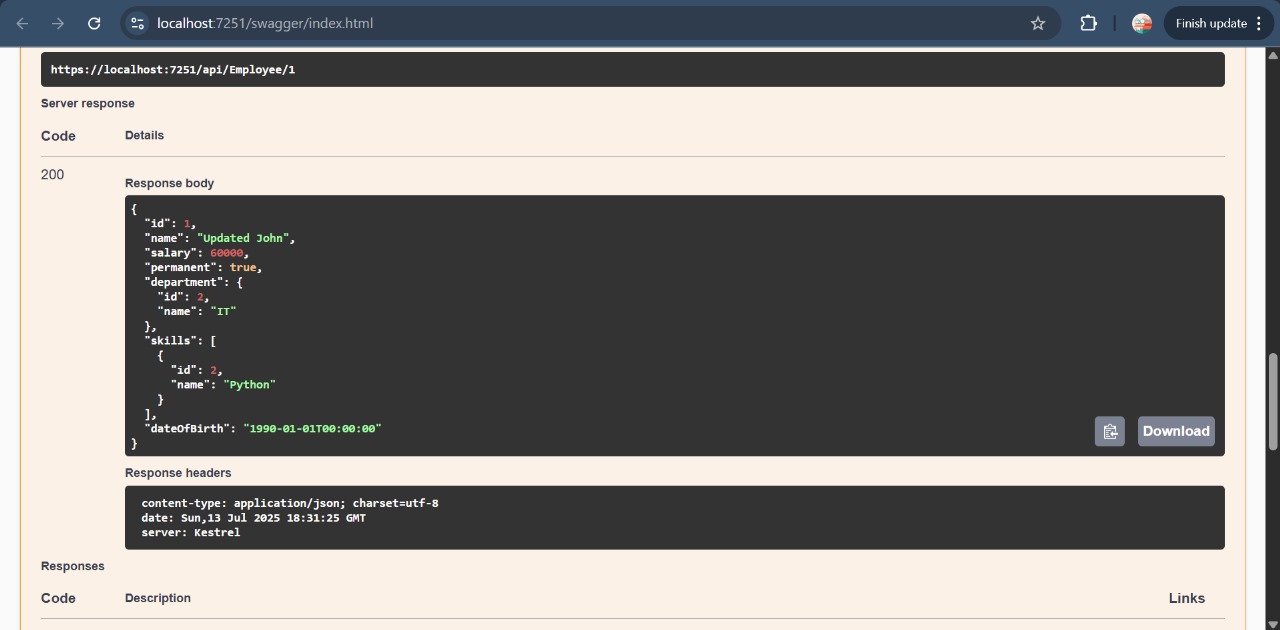 localhost:7251/swagger/index.html
Finish update
https://localhost:7251/api/Employee/1
Server response
Code Details
200
Response body
{
  "id": 1,
  "name": "Updated John",
  "salary": 60000,
  "permanent": true,
  "department": {
    "id": 2,
    "name": "IT"
  },
  "skills": [
    {
      "id": 2,
      "name": "Python"
    }
  ],
  "dateOfBirth": "1990-01-01T00:00:00"
}
Download
Response headers
content-type: application/json; charset=utf-8
date: Sun,13 Jul 2025 18:31:25 GMT
server: Kestrel
Responses
Code Description Links